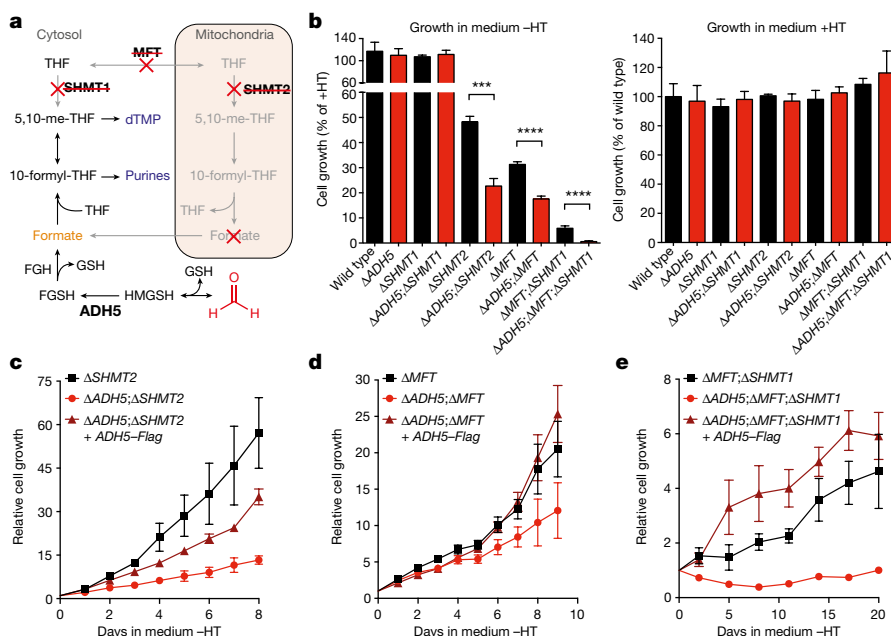 a
Cytosol
Mitochondria
MFT
THF
THF
SHMT1
SHMT2
5,10-me-THF
dTMP
5,10-me-THF
10-formyl-THF
Purines
10-formyl-THF
THF
THF
Formate
Formate
FGH
GSH
GSH
FGSH
HMGSH
ADH5
O
H
H
b
Growth in medium –HT
Cell growth (% of +HT)
140
120
100
80
60
50
40
30
20
10
0
***
****
****
Wild type
ΔADH5
ΔSHMT1
ΔADH5;ΔSHMT1
ΔSHMT2
ΔADH5;ΔSHMT2
ΔMFT
ΔADH5;ΔMFT
ΔMFT;ΔSHMT1
ΔADH5;ΔMFT;ΔSHMT1
Growth in medium +HT
Cell growth (% of wild type)
140
120
100
80
60
40
20
0
Wild type
ΔADH5
ΔSHMT1
ΔADH5;ΔSHMT1
ΔSHMT2
ΔADH5;ΔSHMT2
ΔMFT
ΔADH5;ΔMFT
ΔMFT;ΔSHMT1
ΔADH5;ΔMFT;ΔSHMT1
c
Relative cell growth
75
60
45
30
15
1
ΔSHMT2
ΔADH5;ΔSHMT2
ΔADH5;ΔSHMT2
+ ADH5–Flag
0
2
4
6
8
Days in medium –HT
d
Relative cell growth
35
30
25
20
15
10
5
1
ΔMFT
ΔADH5;ΔMFT
ΔADH5;ΔMFT
+ ADH5–Flag
0
2
4
6
8
10
Days in medium –HT
e
Relative cell growth
8
6
4
2
0
ΔMFT;ΔSHMT1
ΔADH5;ΔMFT;ΔSHMT1
ΔADH5;ΔMFT;ΔSHMT1
+ ADH5–Flag
0
5
10
15
20
Days in medium –HT